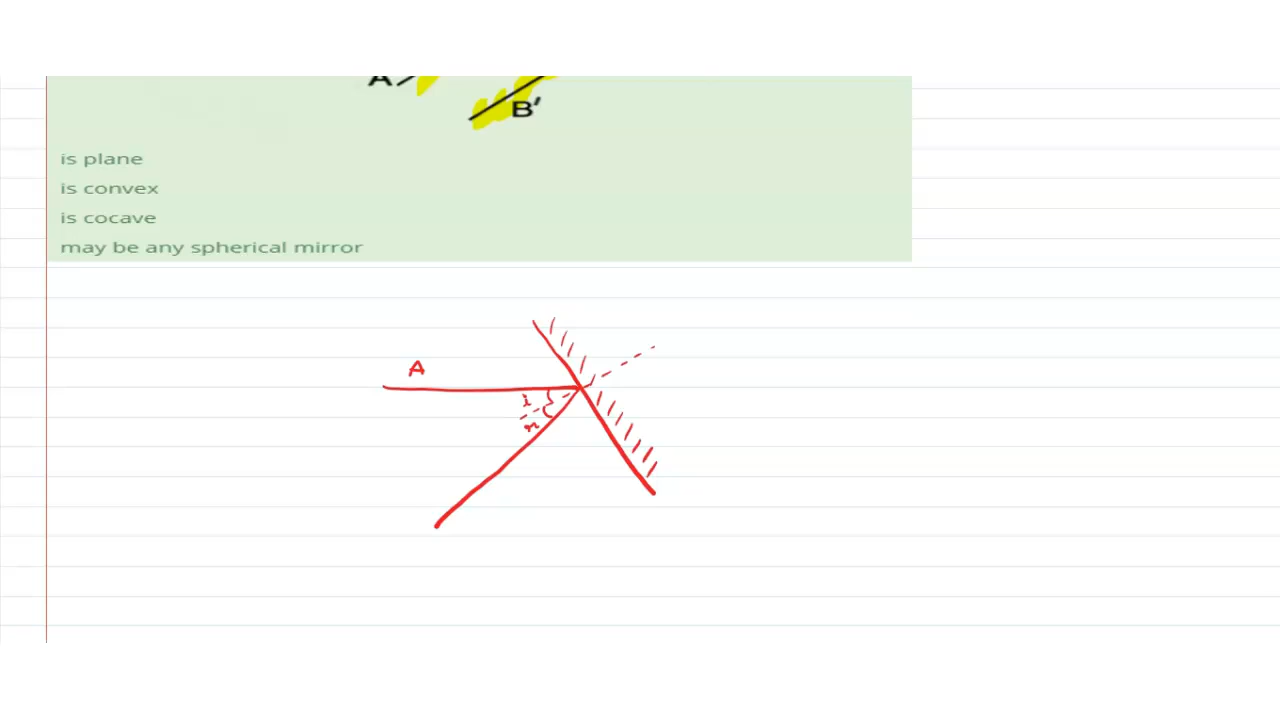 A
B′
is plane
is convex
is cocave
may be any spherical mirror
A
i
r